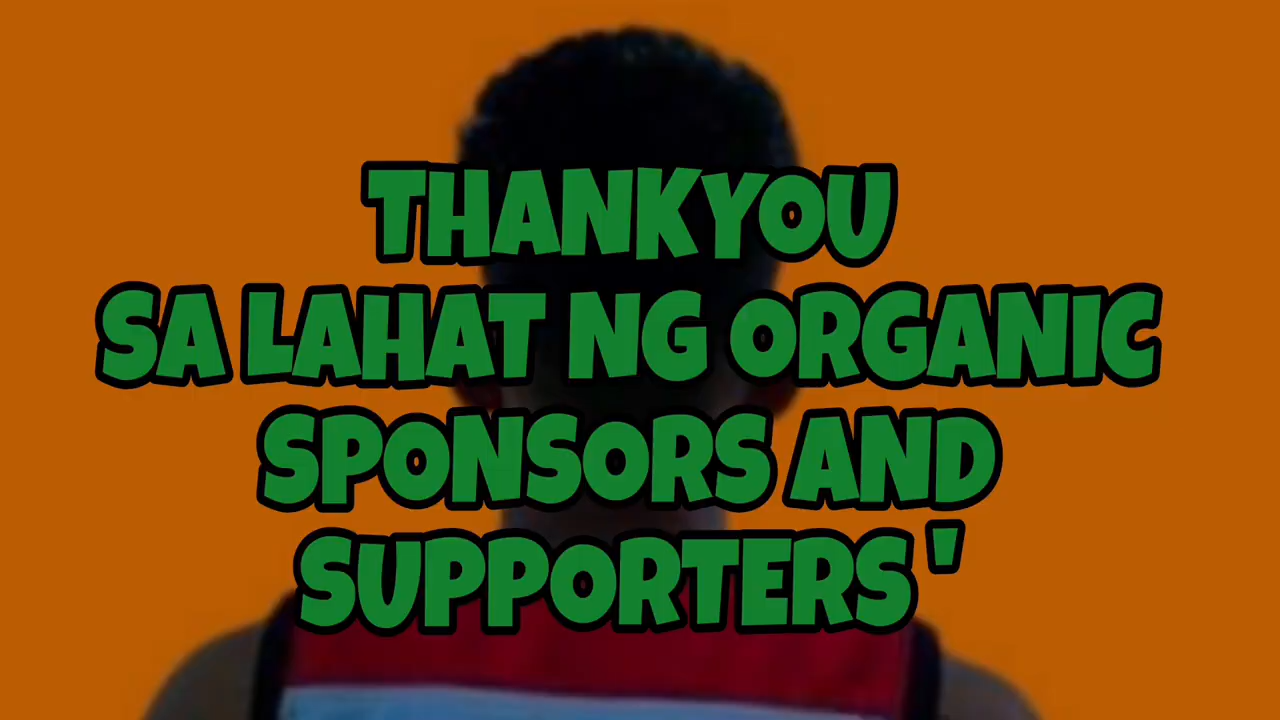 THANKYOU
SA LAHAT NG ORGANIC
SPONSORS AND
SUPPORTERS '